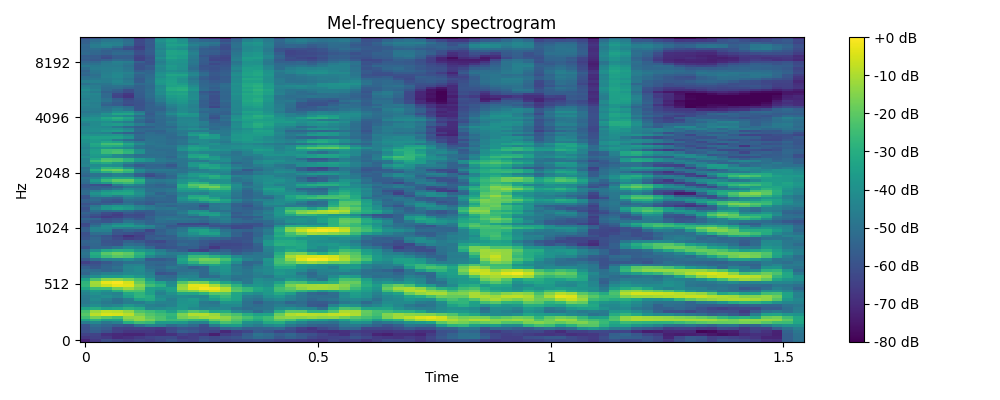 Mel-frequency spectrogram
+0 dB
8192
-10 dB
4096
-20 dB
-30 dB
2048
Hz
-40 dB
1024
-50 dB
512
-60 dB
-70 dB
0
-80 dB
0
0.5
1
1.5
Time